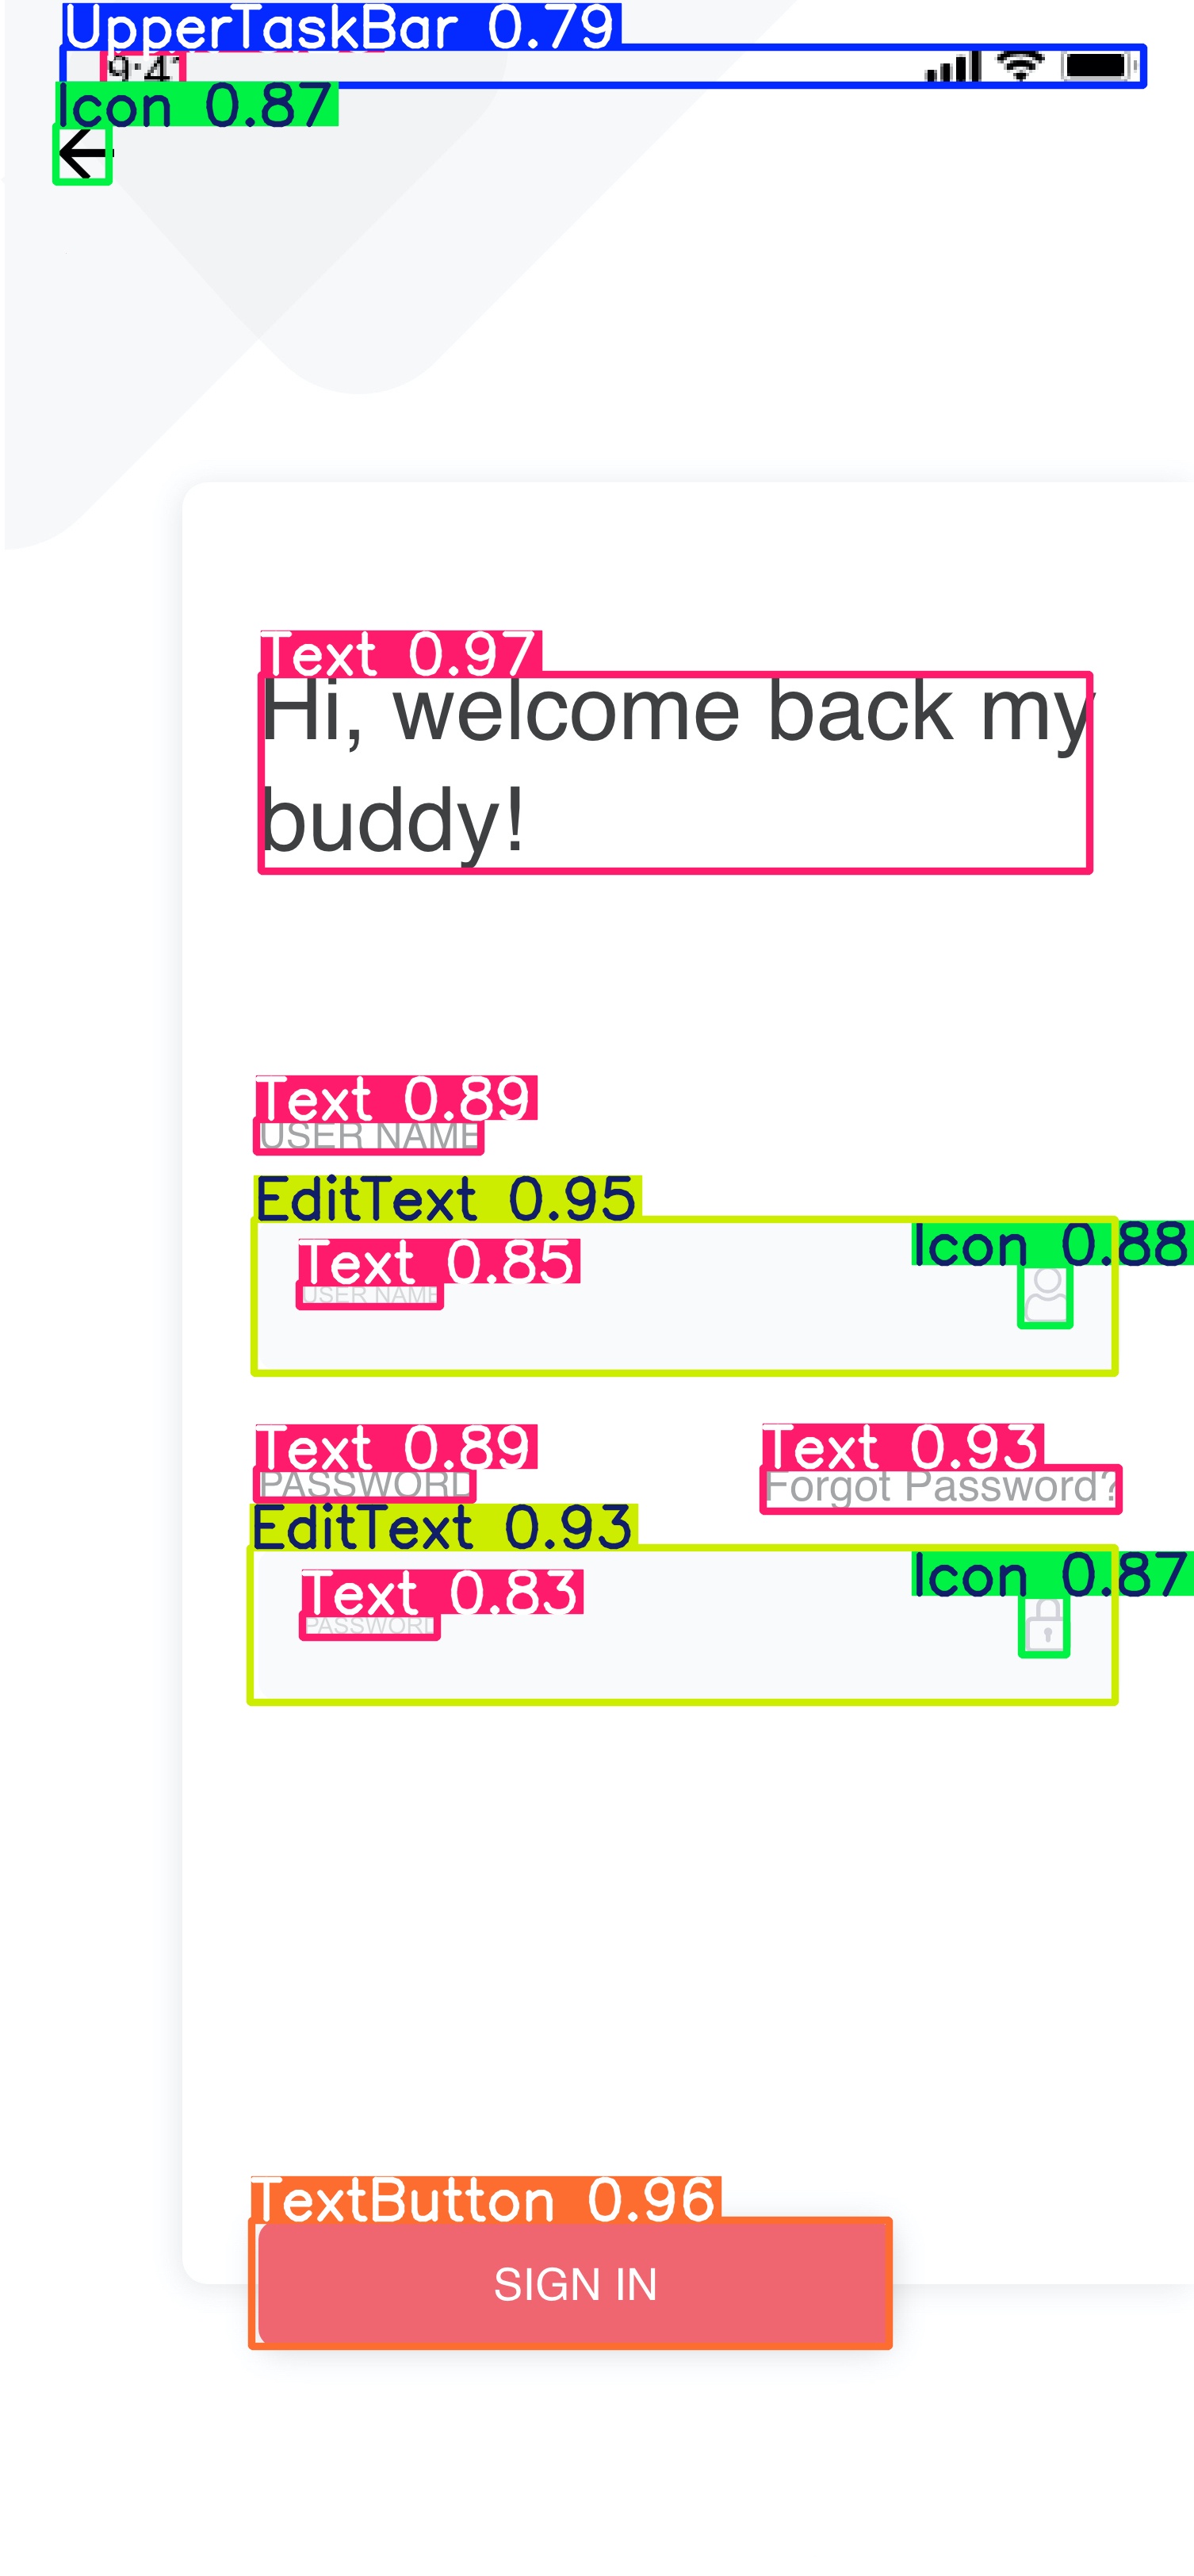 UpperTaskBar 0.79
9:41
Icon 0.87
Text 0.97
Hi, welcome back my
buddy!
Text 0.89
USER NAME
EditText 0.95
Icon 0.88
Text 0.85
USER NAME
Text 0.89
Text 0.93
PASSWORD
Forgot Password?
EditText 0.93
Icon 0.87
Text 0.83
PASSWORD
TextButton 0.96
SIGN IN